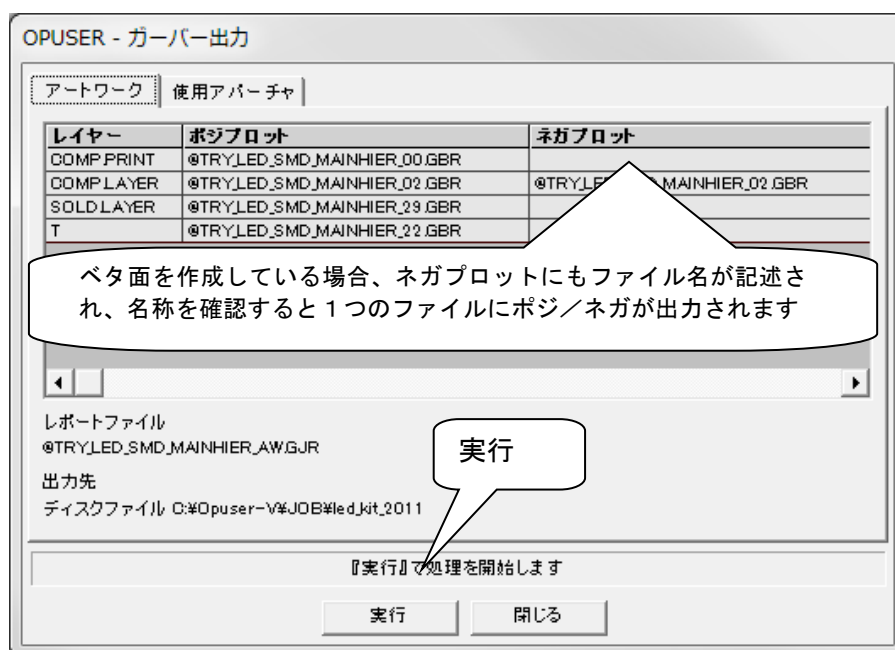 OPUSER - ガーバー出力
アートワーク 使用アパーチャ
レイヤー ポジプロット ネガプロット
COMP.PRINT @TRY_LED_SMD_MAINHIER_00.GBR
COMP.LAYER @TRY_LED_SMD_MAINHIER_02.GBR @TRY_LE MAINHIER_02.GBR
SOLD.LAYER @TRY_LED_SMD_MAINHIER_29.GBR
T @TRY_LED_SMD_MAINHIER_22.GBR
ベタ面を作成している場合、ネガプロットにもファイル名が記述さ
れ、名称を確認すると１つのファイルにポジ／ネガが出力されます
レポートファイル
@TRY_LED_SMD_MAINHIER_AW.GJR
実行
出力先
ディスクファイル C:¥Opuser-V¥JOB¥led_kit_2011
『実行』で処理を開始します
実行 閉じる